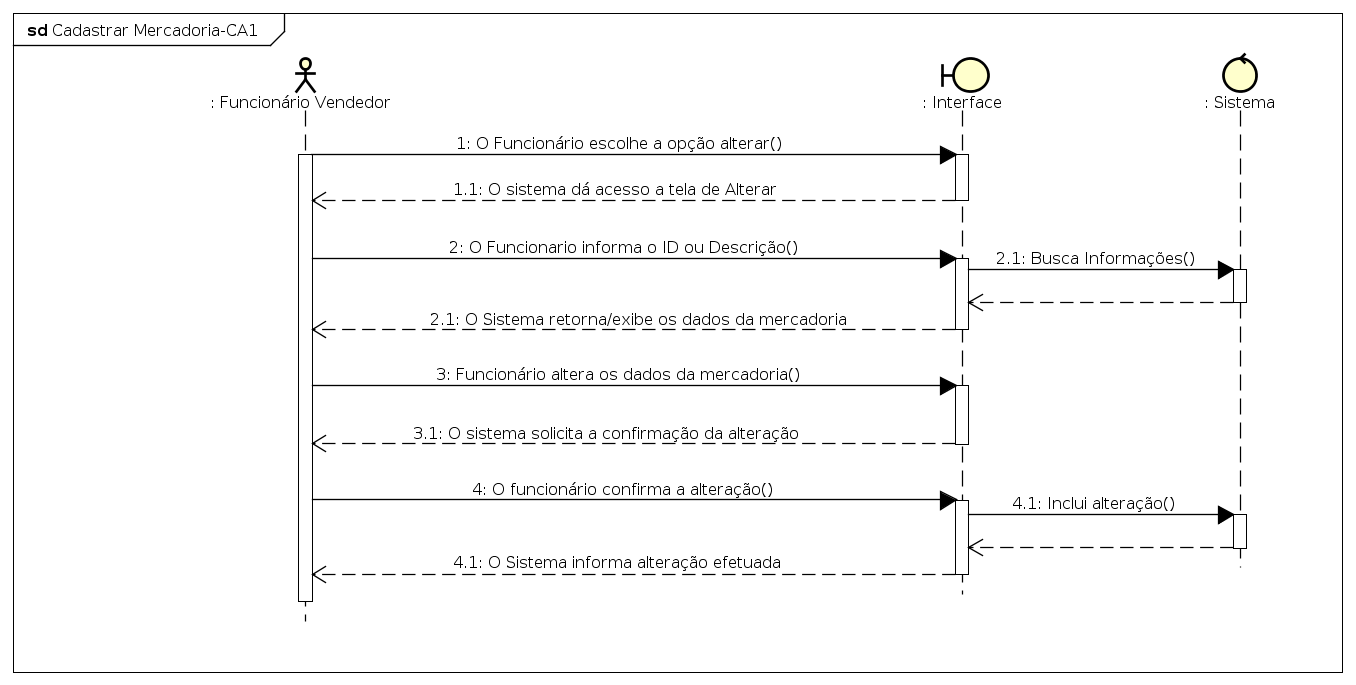 sd Cadastrar Mercadoria-CA1
: Funcionário Vendedor
: Interface
: Sistema
1: O Funcionário escolhe a opção alterar()
1.1: O sistema dá acesso a tela de Alterar
2: O Funcionario informa o ID ou Descrição()
2.1: Busca Informações()
2.1: O Sistema retorna/exibe os dados da mercadoria
3: Funcionário altera os dados da mercadoria()
3.1: O sistema solicita a confirmação da alteração
4: O funcionário confirma a alteração()
4.1: Inclui alteração()
4.1: O Sistema informa alteração efetuada